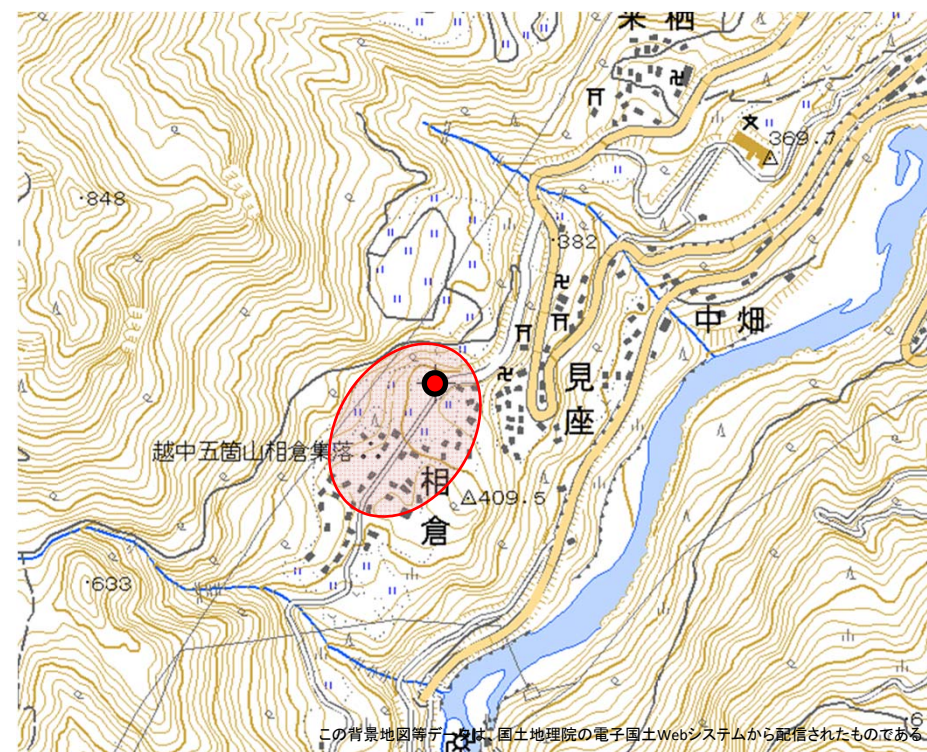 栗栖
369.7
848
382
中畑
見座
越中五箇山相倉集落
相倉
409.5
633
6
この背景地図等データは、国土地理院の電子国土Webシステムから配信されたものである